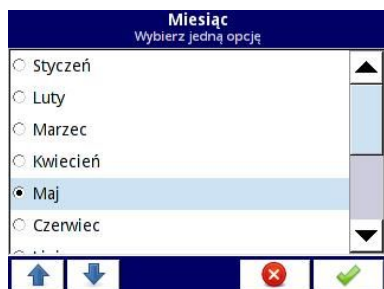 Miesiąc
Wybierz jedną opcję
Styczeń
Luty
Marzec
Kwiecień
Maj
Czerwiec